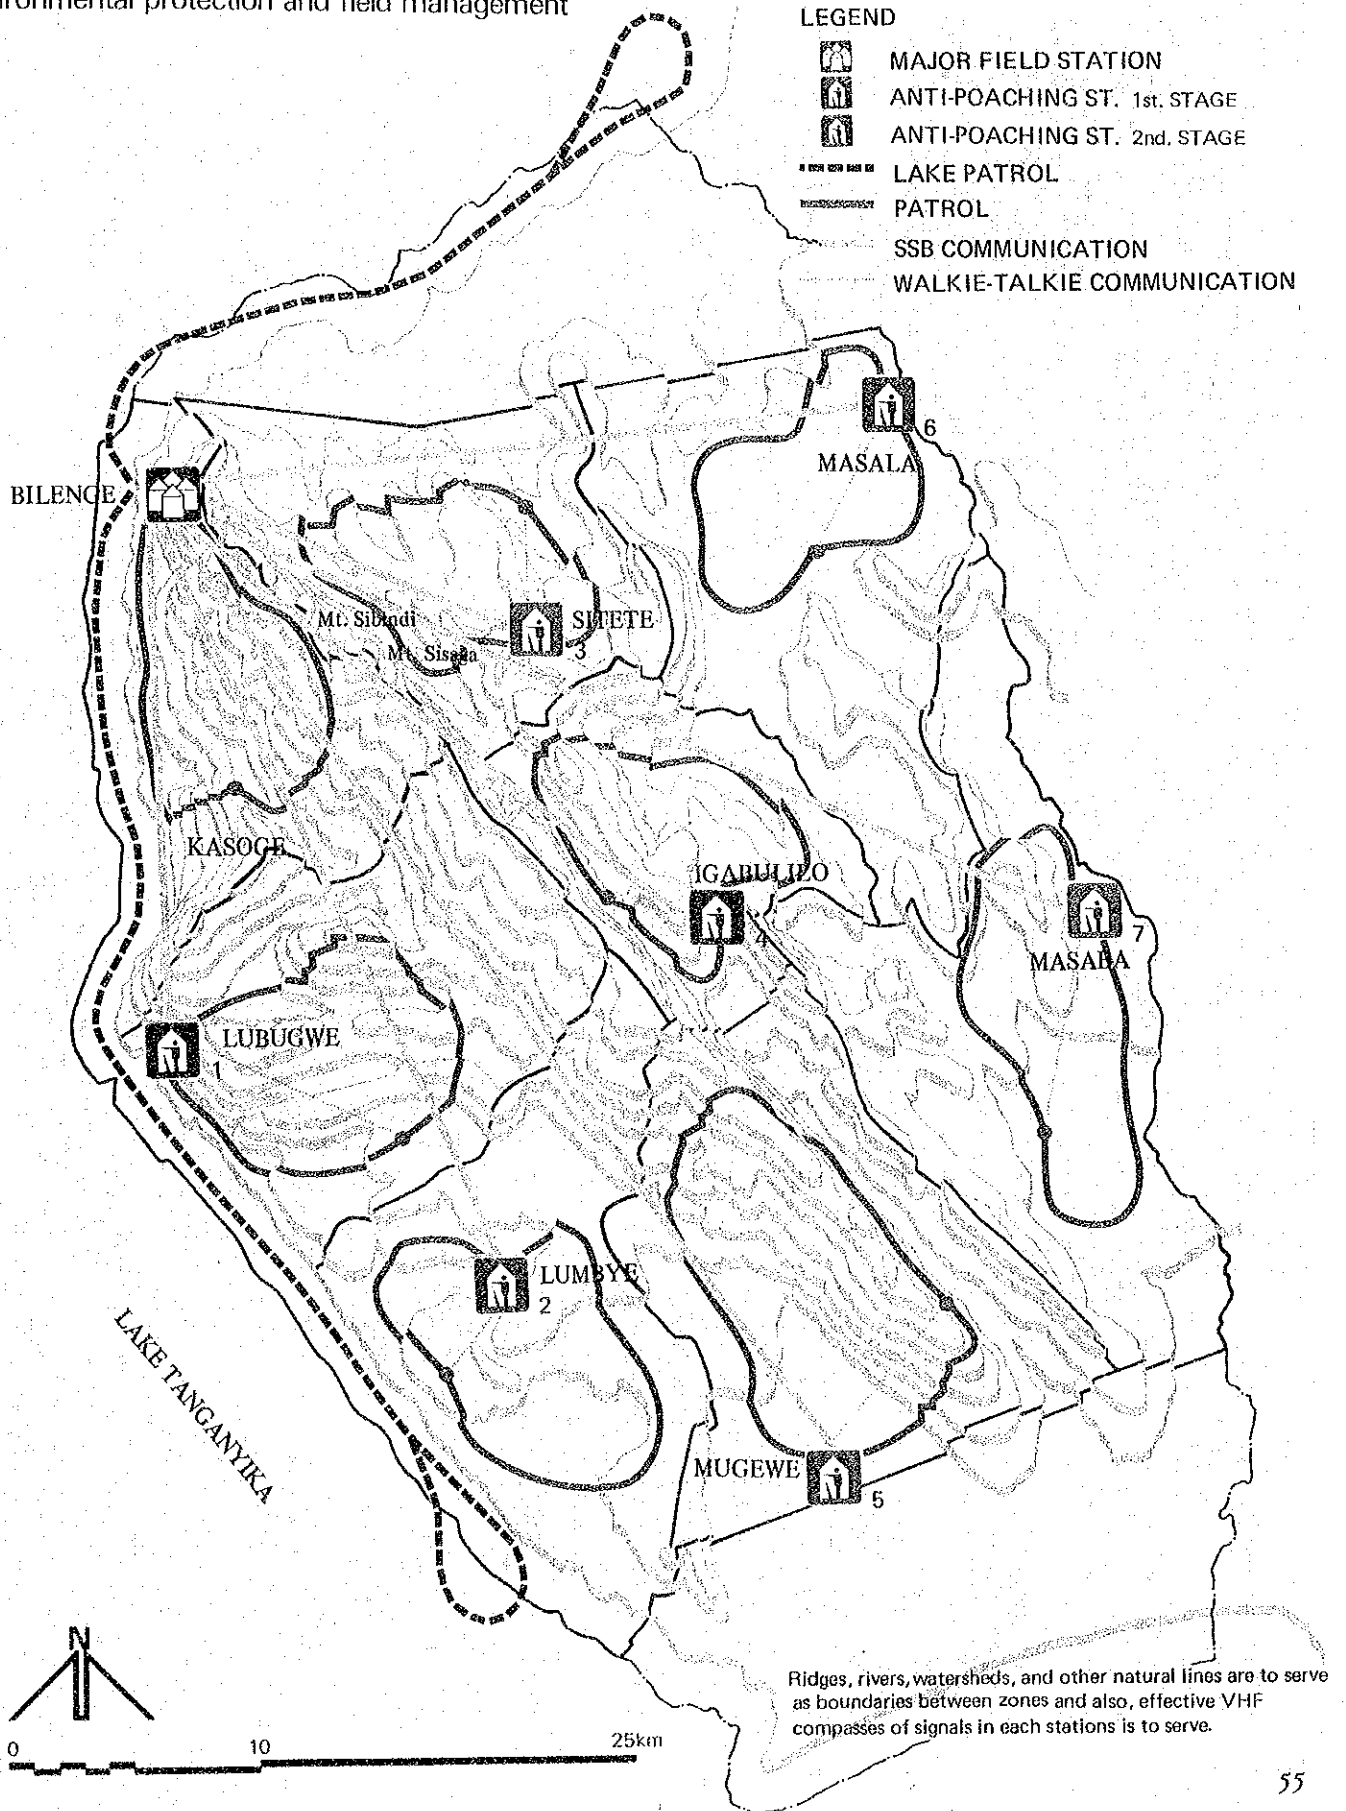 ronmental protection and field management
LEGEND
MAJOR FIELD STATION
ANTI-POACHING ST. 1st. STAGE
ANTI-POACHING ST. 2nd. STAGE
LAKE PATROL
PATROL
SSB COMMUNICATION
WALKIE-TALKIE COMMUNICATION
6
MASALA
BILENGE
Mt. Sibindi
SITETE
3
Mt. Sisaga
KASOGE
IGABULILO
4
7
MASABA
LUBUGWE
1
LUMBYE
2
LAKE TANGANYIKA
MUGEWE
5
N
Ridges, rivers, watersheds, and other natural lines are to serve
as boundaries between zones and also, effective VHF
compasses of signals in each stations is to serve.
0 10 25km
55